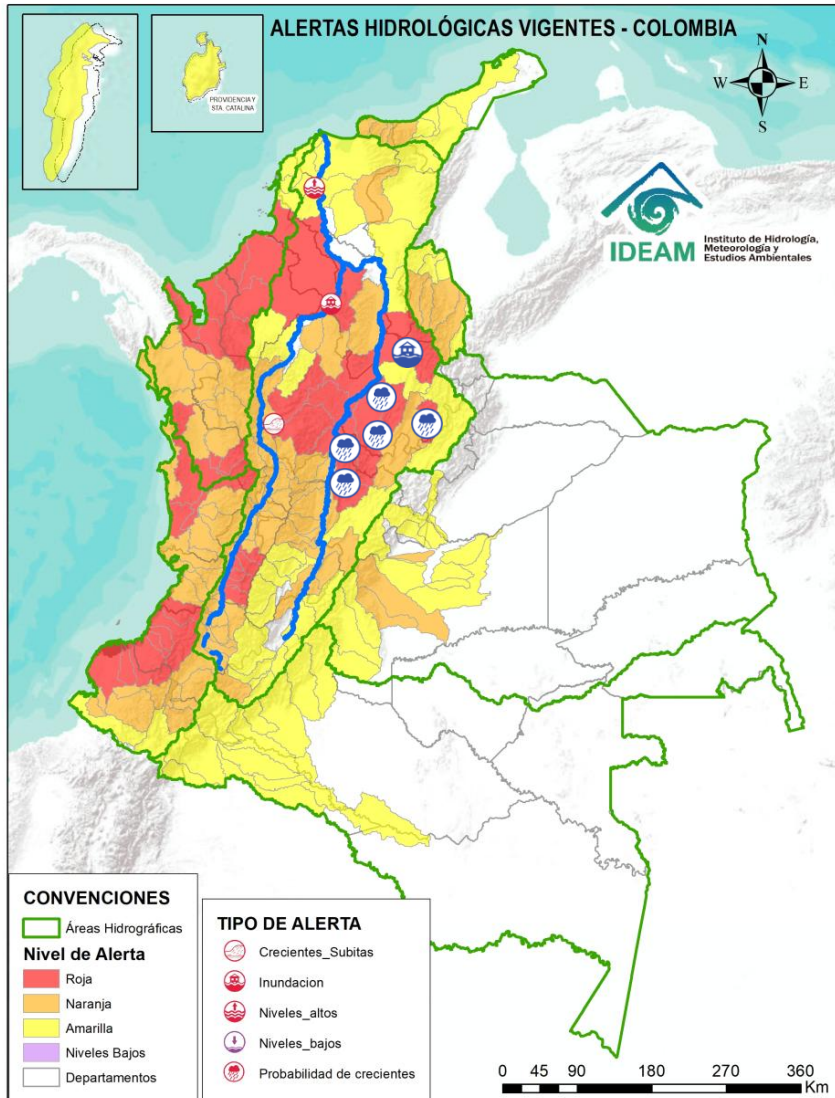 ALERTAS HIDROLÓGICAS VIGENTES - COLOMBIA
PROVIDENCIA Y
STA. CATALINA
N
W
E
S
IDEAM
Instituto de Hidrología,
Meteorología y
Estudios Ambientales
CONVENCIONES
Áreas Hidrográficas
Nivel de Alerta
Roja
Naranja
Amarilla
Niveles Bajos
Departamentos
TIPO DE ALERTA
Crecientes_Subitas
Inundacion
Niveles_altos
Niveles_bajos
Probabilidad de crecientes
0 45 90 180 270 360
Km